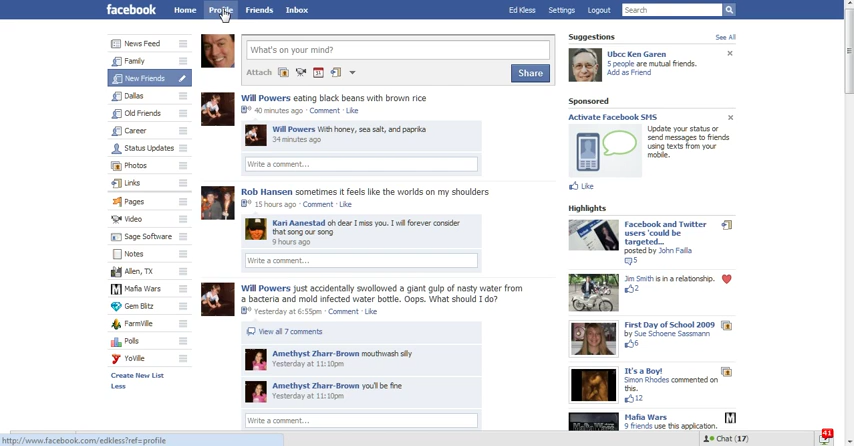 facebook Home Profile Friends Inbox Ed Kless Settings Logout Search
News Feed
Family
New Friends
Dallas
Old Friends
Career
Status Updates
Photos
Links
Pages
Video
Sage Software
Notes
Allen, TX
Mafia Wars
Gem Blitz
FarmVille
Polls
YoVille
Create New List
Less
What's on your mind?
Attach 31 Share
Will Powers eating black beans with brown rice
40 minutes ago · Comment · Like
Will Powers With honey, sea salt, and paprika
34 minutes ago
Write a comment...
Rob Hansen sometimes it feels like the worlds on my shoulders
15 hours ago · Comment · Like
Kari Aanestad oh dear I miss you. I will forever consider
that song our song
9 hours ago
Write a comment...
Will Powers just accidentally swollowed a giant gulp of nasty water from
a bacteria and mold infected water bottle. Oops. What should I do?
Yesterday at 6:55pm · Comment · Like
View all 7 comments
Amethyst Zharr-Brown mouthwash silly
Yesterday at 11:10pm
Amethyst Zharr-Brown you'll be fine
Yesterday at 11:10pm
Write a comment...
Suggestions See All
Ubcc Ken Garen
5 people are mutual friends.
Add as Friend
Sponsored
Activate Facebook SMS
Update your status or
send messages to friends
using texts from your
mobile.
Like
Highlights
Facebook and Twitter
users 'could be
targeted...
posted by John Failla
5
Jim Smith is in a relationship.
2
First Day of School 2009
by Sue Schoene Sassmann
6
It's a Boy!
Simon Rhodes commented on
this.
12
Mafia Wars
9 friends use this application.
http://www.facebook.com/edkless?ref=profile
Chat (17)
41